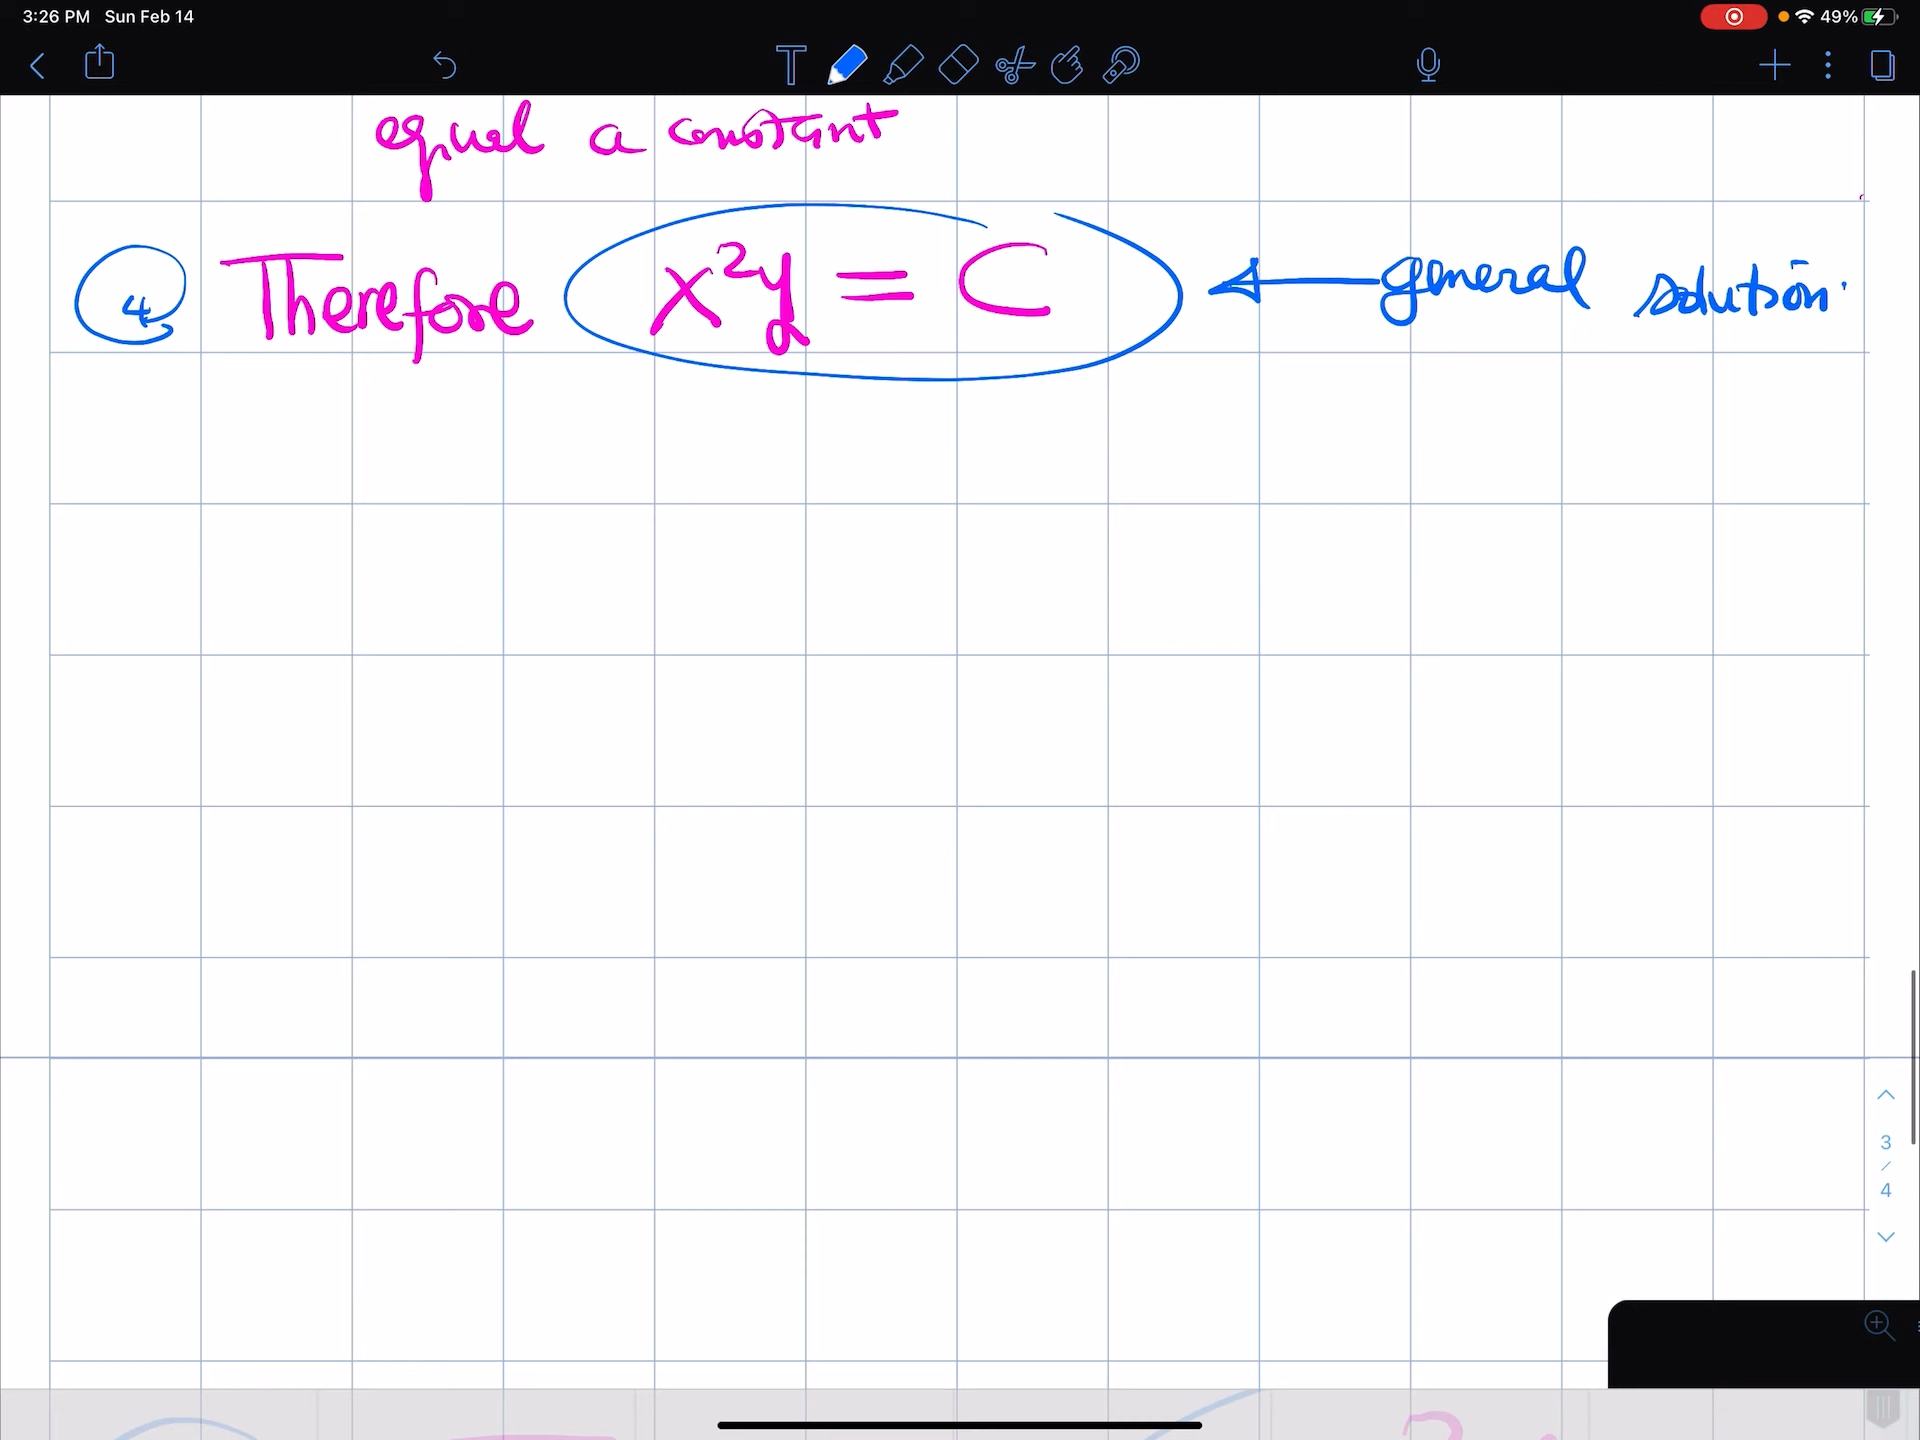 3:26 PM Sun Feb 14
49%
equal a constant
4 Therefore x²y = C ← general solution.
3
/
4